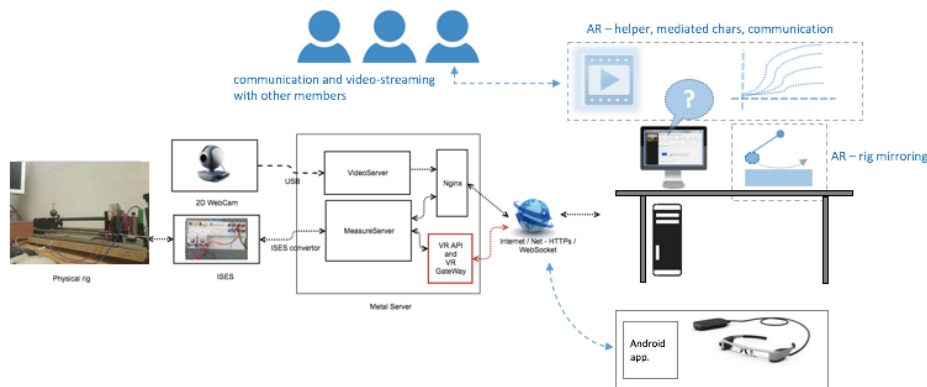 AR – helper, mediated chars, communication
communication and video-streaming
with other members
?
AR – rig mirroring
2D WebCam
USB
VideoServer
Nginx
MeasureServer
ISES convertor
ISES
Physical rig
VR API
and
VR
GateWay
Metal Server
Internet / Net - HTTPs /
WebSocket
Android
app.